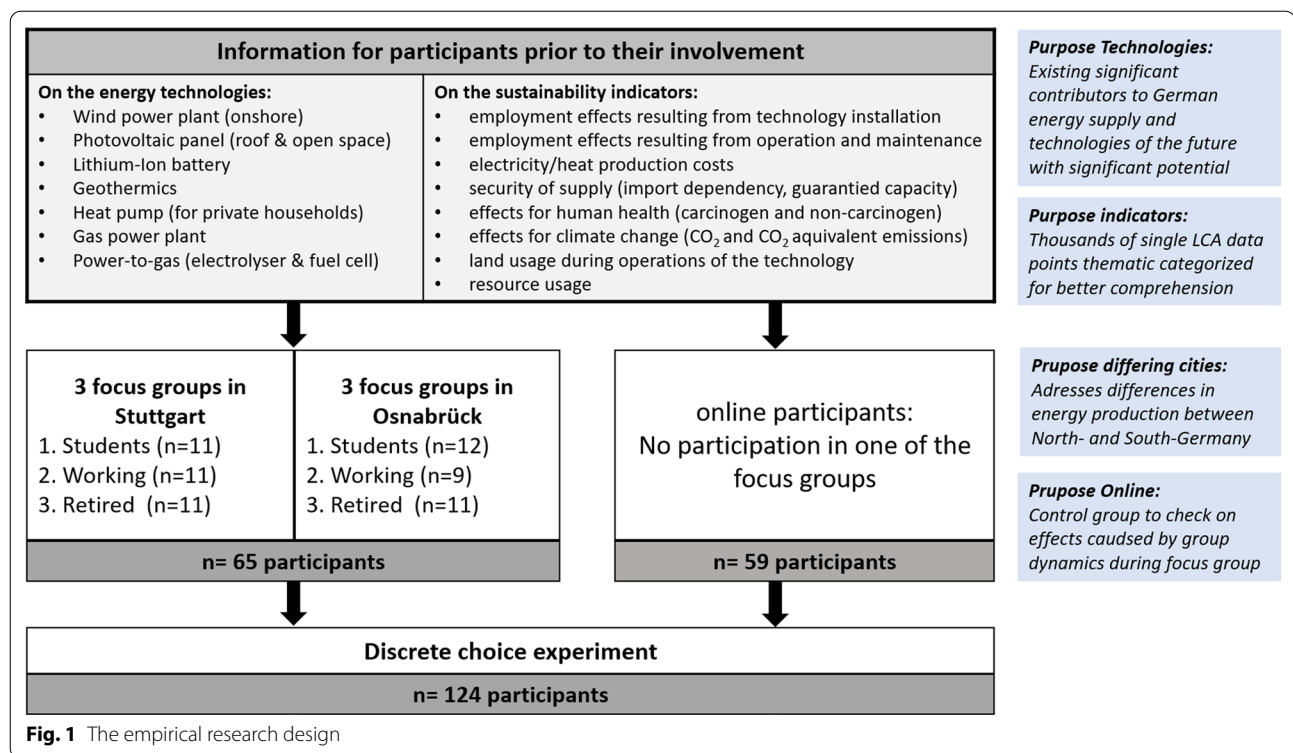 Information for participants prior to their involvement
On the energy technologies:
• Wind power plant (onshore)
• Photovoltaic panel (roof & open space)
• Lithium-Ion battery
• Geothermics
• Heat pump (for private households)
• Gas power plant
• Power-to-gas (electrolyser & fuel cell)
On the sustainability indicators:
• employment effects resulting from technology installation
• employment effects resulting from operation and maintenance
• electricity/heat production costs
• security of supply (import dependency, guarantied capacity)
• effects for human health (carcinogen and non-carcinogen)
• effects for climate change (CO₂ and CO₂ aquivalent emissions)
• land usage during operations of the technology
• resource usage
Purpose Technologies:
Existing significant
contributors to German
energy supply and
technologies of the future
with significant potential
Purpose indicators:
Thousands of single LCA data
points thematic categorized
for better comprehension
3 focus groups in
Stuttgart
1. Students (n=11)
2. Working (n=11)
3. Retired (n=11)
3 focus groups in
Osnabrück
1. Students (n=12)
2. Working (n=9)
3. Retired (n=11)
n= 65 participants
online participants:
No participation in one of the
focus groups
n= 59 participants
Prupose differing cities:
Adresses differences in
energy production between
North- and South-Germany
Prupose Online:
Control group to check on
effects caudsed by group
dynamics during focus group
Discrete choice experiment
n= 124 participants
Fig. 1 The empirical research design